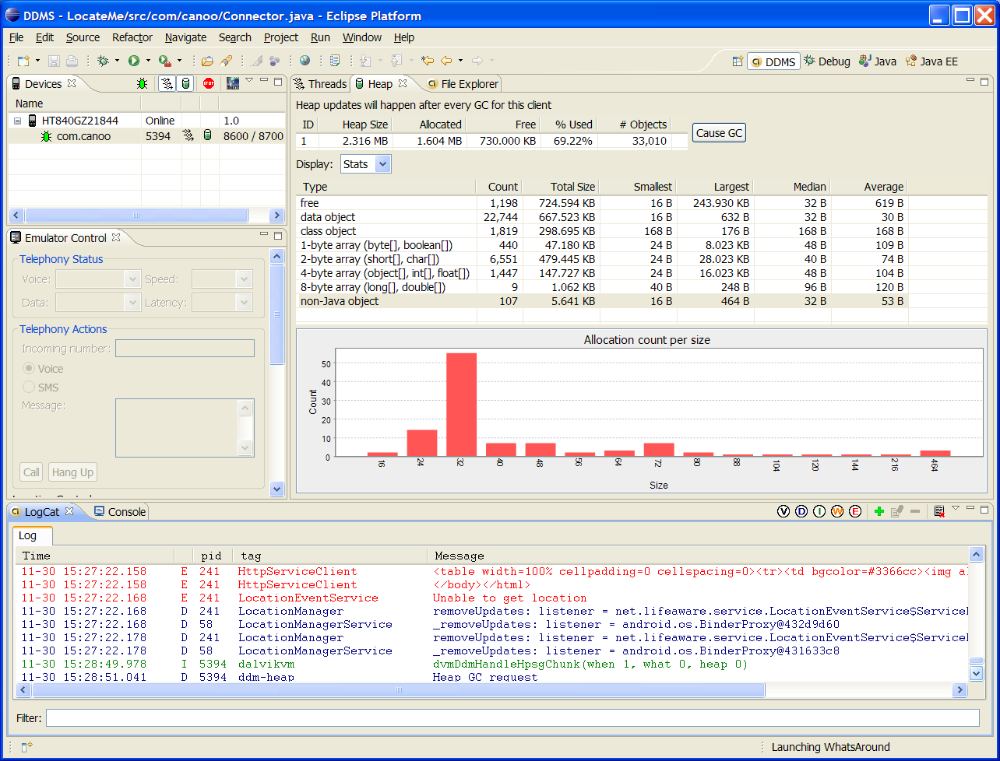 DDMS - LocateMe/src/com/canoo/Connector.java - Eclipse Platform
File Edit Source Refactor Navigate Search Project Run Window Help
DDMS Debug Java Java EE
Devices
Name
HT840GZ21844 Online 1.0
com.canoo 5394 8600 / 8700
Emulator Control
Telephony Status
Voice: Speed:
Data: Latency:
Telephony Actions
Incoming number:
Voice
SMS
Message:
Call Hang Up
Threads Heap File Explorer
Heap updates will happen after every GC for this client
ID Heap Size Allocated Free % Used # Objects
1 2.316 MB 1.604 MB 730.000 KB 69.22% 33,010
Cause GC
Display: Stats
Type Count Total Size Smallest Largest Median Average
free 1,198 724.594 KB 16 B 243.930 KB 32 B 619 B
data object 22,744 667.523 KB 16 B 632 B 32 B 30 B
class object 1,819 298.695 KB 168 B 176 B 168 B 168 B
1-byte array (byte[], boolean[]) 440 47.180 KB 24 B 8.023 KB 48 B 109 B
2-byte array (short[], char[]) 6,551 479.445 KB 24 B 28.023 KB 40 B 74 B
4-byte array (object[], int[], float[]) 1,447 147.727 KB 24 B 16.023 KB 48 B 104 B
8-byte array (long[], double[]) 9 1.062 KB 40 B 248 B 96 B 120 B
non-Java object 107 5.641 KB 16 B 464 B 32 B 53 B
Allocation count per size
Count
50
40
30
20
10
0
16 24 32 40 48 56 64 72 80 88 104 120 144 216 464
Size
LogCat Console
V D I W E
Log
Time pid tag Message
11-30 15:27:22.158 E 241 HttpServiceClient <table width=100% cellpadding=0 cellspacing=0><tr><td bgcolor=#3366cc><img al
11-30 15:27:22.158 E 241 HttpServiceClient </body></html>
11-30 15:27:22.168 E 241 LocationEventService Unable to get location
11-30 15:27:22.168 D 241 LocationManager removeUpdates: listener = net.lifeaware.service.LocationEventService$Service
11-30 15:27:22.168 D 58 LocationManagerService _removeUpdates: listener = android.os.BinderProxy@432d9d60
11-30 15:27:22.178 D 241 LocationManager removeUpdates: listener = net.lifeaware.service.LocationEventService$Service
11-30 15:27:22.178 D 58 LocationManagerService _removeUpdates: listener = android.os.BinderProxy@431633c8
11-30 15:28:49.978 I 5394 dalvikvm dvmDdmHandleHpsgChunk(when 1, what 0, heap 0)
11-30 15:28:51.041 D 5394 ddm-heap Heap GC request
Filter:
Launching WhatsAround